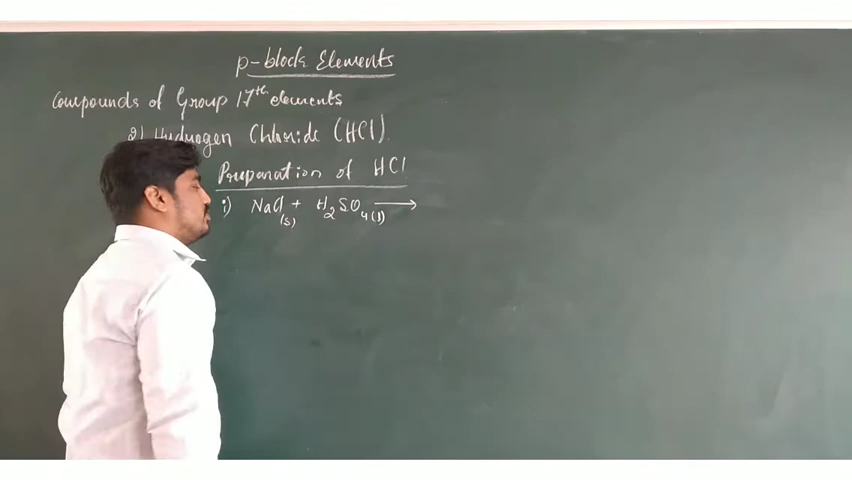 p-block Elements
Compounds of Group 17th elements
2) Hydrogen Chloride (HCl).
Preparation of HCl
i) NaCl(s) + H2SO4(l) →